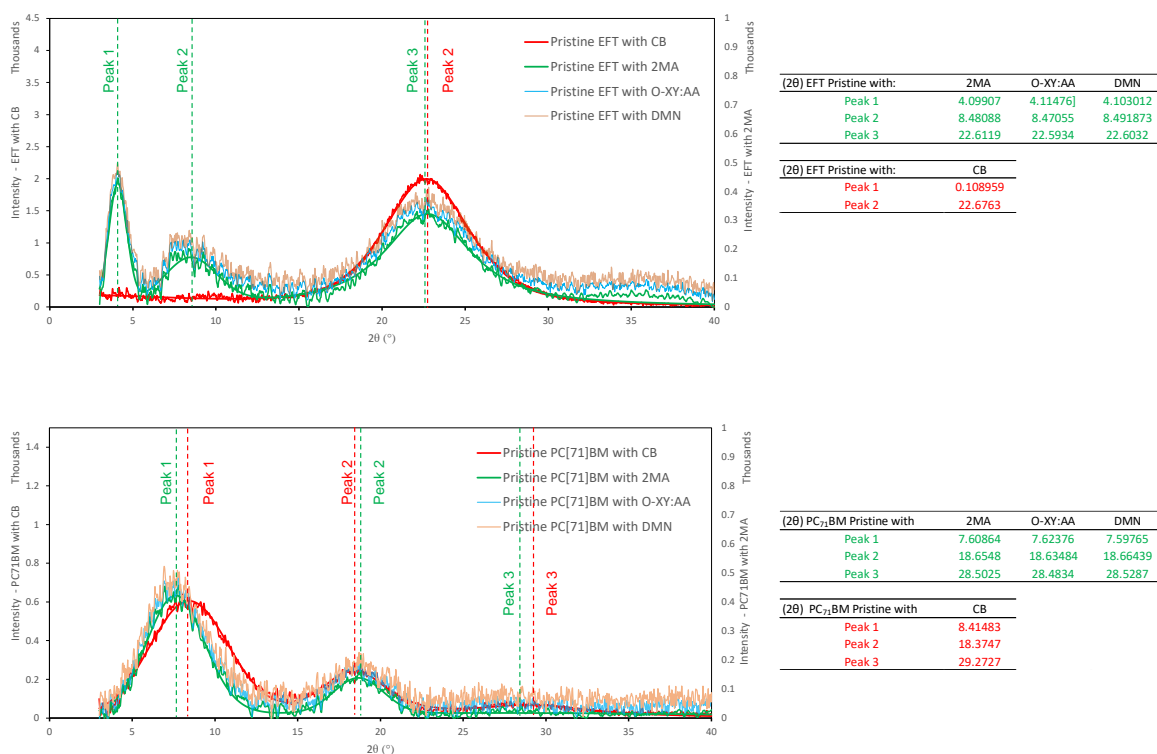 4.5
4
3.5
3
2.5
2
1.5
1
0.5
0
Thousands
Intensity - EFT with CB
Peak 1
Peak 2
Peak 3
Peak 2
Pristine EFT with CB
Pristine EFT with 2MA
Pristine EFT with O-XY:AA
Pristine EFT with DMN
1
0.9
0.8
0.7
0.6
0.5
0.4
0.3
0.2
0.1
0
Thousands
Intensity - EFT with 2MA
0 5 10 15 20 25 30 35 40
2θ (°)
(2θ) EFT Pristine with: 2MA O-XY:AA DMN
Peak 1 4.09907 4.11476] 4.103012
Peak 2 8.48088 8.47055 8.491873
Peak 3 22.6119 22.5934 22.6032
(2θ) EFT Pristine with: CB
Peak 1 0.108959
Peak 2 22.6763
1.4
1.2
1
0.8
0.6
0.4
0.2
0
Thousands
Intensity - PC71BM with CB
Peak 1
Peak 1
Peak 2
Peak 2
Peak 3
Peak 3
Pristine PC[71]BM with CB
Pristine PC[71]BM with 2MA
Pristine PC[71]BM with O-XY:AA
Pristine PC[71]BM with DMN
1
0.9
0.8
0.7
0.6
0.5
0.4
0.3
0.2
0.1
0
Thousands
Intensity - PC71BM with 2MA
0 5 10 15 20 25 30 35 40
2θ (°)
(2θ) PC₇₁BM Pristine with 2MA O-XY:AA DMN
Peak 1 7.60864 7.62376 7.59765
Peak 2 18.6548 18.63484 18.66439
Peak 3 28.5025 28.4834 28.5287
(2θ) PC₇₁BM Pristine with CB
Peak 1 8.41483
Peak 2 18.3747
Peak 3 29.2727